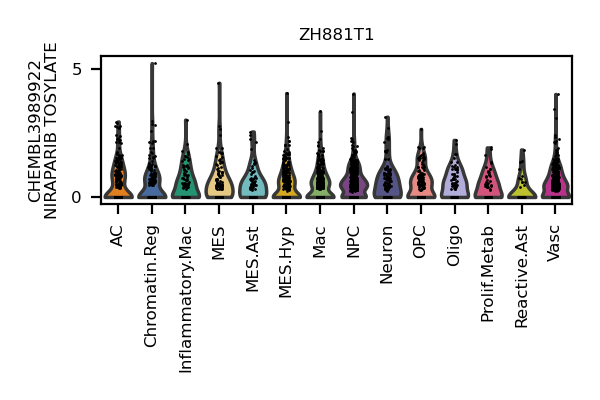 ZH881T1
CHEMBL3989922
NIRAPARIB TOSYLATE
5
0
AC
Chromatin.Reg
Inflammatory.Mac
MES
MES.Ast
MES.Hyp
Mac
NPC
Neuron
OPC
Oligo
Prolif.Metab
Reactive.Ast
Vasc